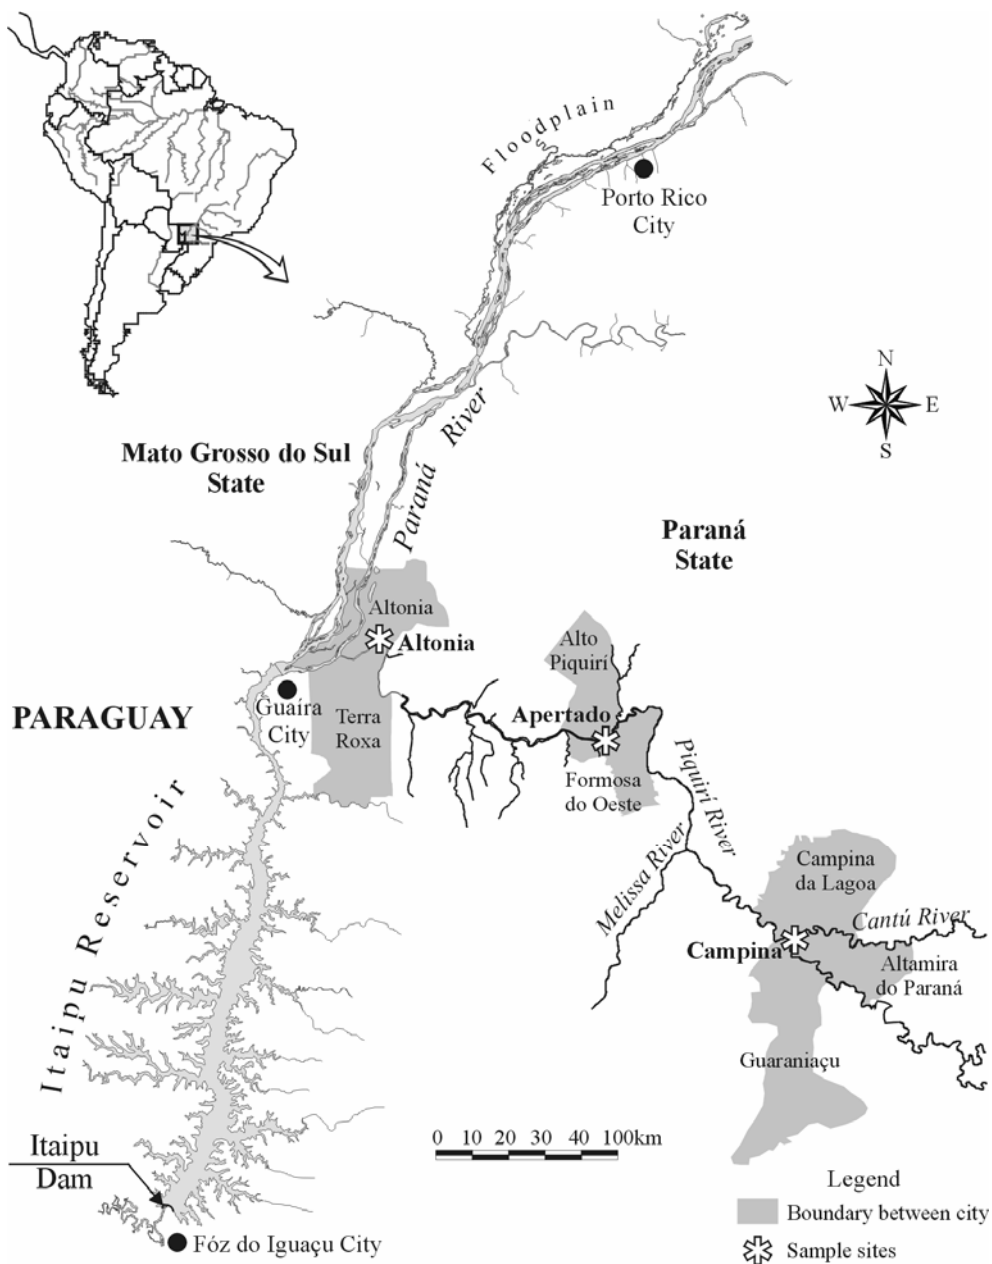 Floodplain
Porto Rico
City
N
W
E
S
Paraná River
Mato Grosso do Sul
State
Paraná
State
Altonia
Altonia
Alto
Piquirí
PARAGUAY
Guaíra
City
Terra
Roxa
Apertado
Formosa
do Oeste
Piquirí River
Melissa River
Itaipu Reservoir
Campina
da Lagoa
Cantú River
Campina
Altamira
do Paraná
Guaraniaçu
Itaipu
Dam
0 10 20 30 40 100km
Legend
Boundary between city
Sample sites
Fóz do Iguaçu City